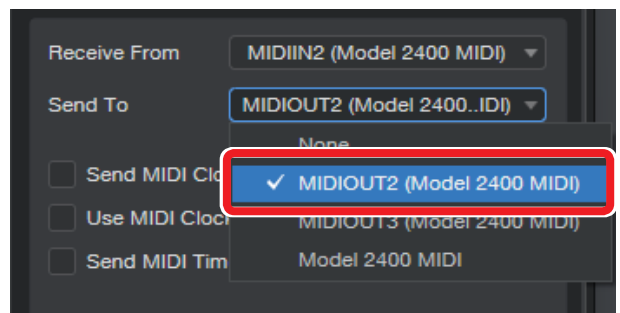 Receive From MIDIIN2 (Model 2400 MIDI)
Send To MIDIOUT2 (Model 2400..IDI)
None
Send MIDI Clo
MIDIOUT2 (Model 2400 MIDI)
Use MIDI Cloc
MIDIOUT3 (Model 2400 MIDI)
Send MIDI Tim
Model 2400 MIDI